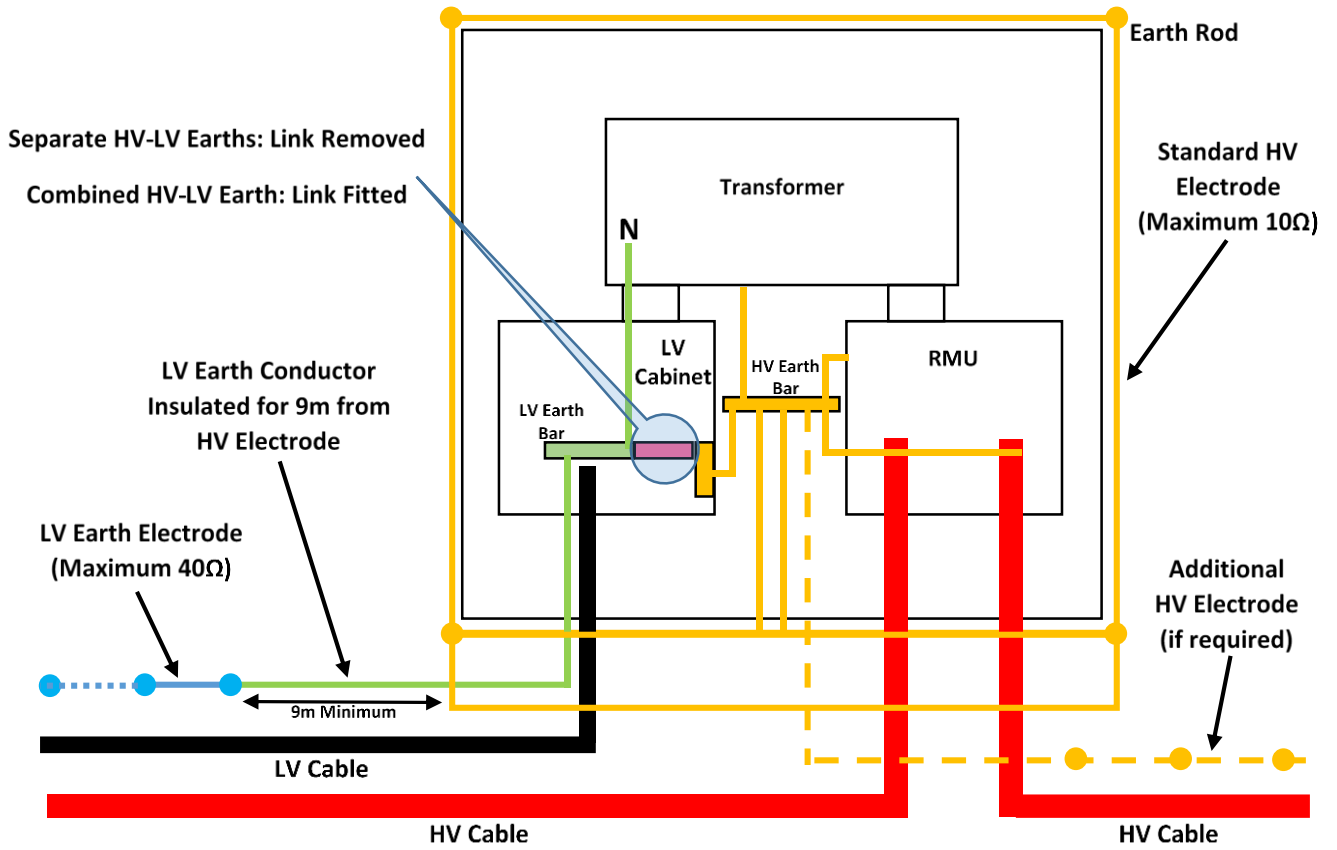 Earth Rod
Separate HV-LV Earths: Link Removed
Combined HV-LV Earth: Link Fitted
Standard HV
Electrode
(Maximum 10Ω)
Transformer
N
LV
Cabinet
HV Earth
Bar
RMU
LV Earth Conductor
Insulated for 9m from
HV Electrode
LV Earth
Bar
LV Earth Electrode
(Maximum 40Ω)
Additional
HV Electrode
(if required)
9m Minimum
LV Cable
HV Cable
HV Cable